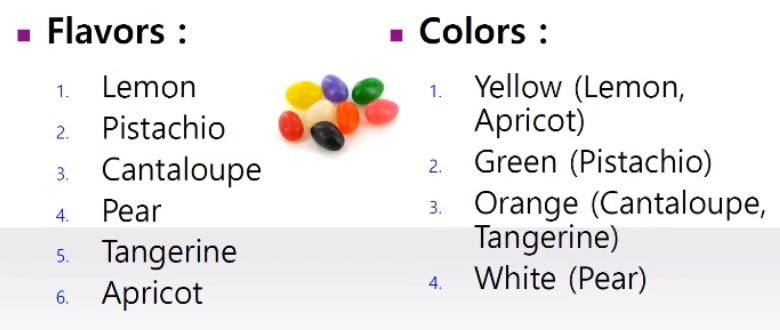 Flavors :
1. Lemon
2. Pistachio
3. Cantaloupe
4. Pear
5. Tangerine
6. Apricot
Colors :
1. Yellow (Lemon,
Apricot)
2. Green (Pistachio)
3. Orange (Cantaloupe,
Tangerine)
4. White (Pear)